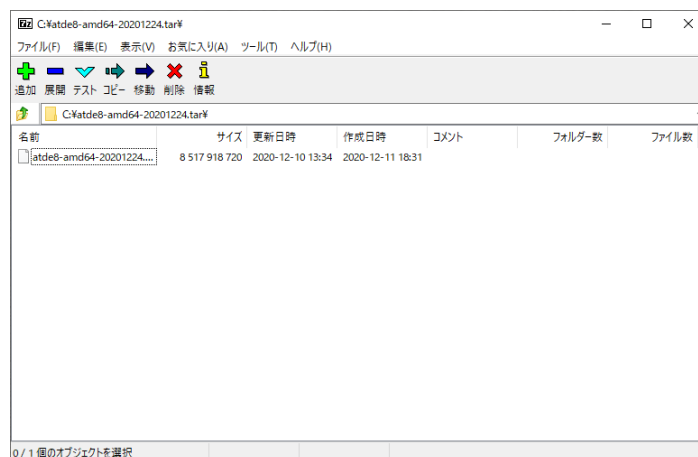 7z C:¥atde8-amd64-20201224.tar¥
ファイル(F) 編集(E) 表示(V) お気に入り(A) ツール(T) ヘルプ(H)
追加 展開 テスト コピー 移動 削除 情報
C:¥atde8-amd64-20201224.tar¥
名前 サイズ 更新日時 作成日時 コメント フォルダー数 ファイル数
atde8-amd64-20201224.... 8 517 918 720 2020-12-10 13:34 2020-12-11 18:31
0 / 1 個のオブジェクトを選択